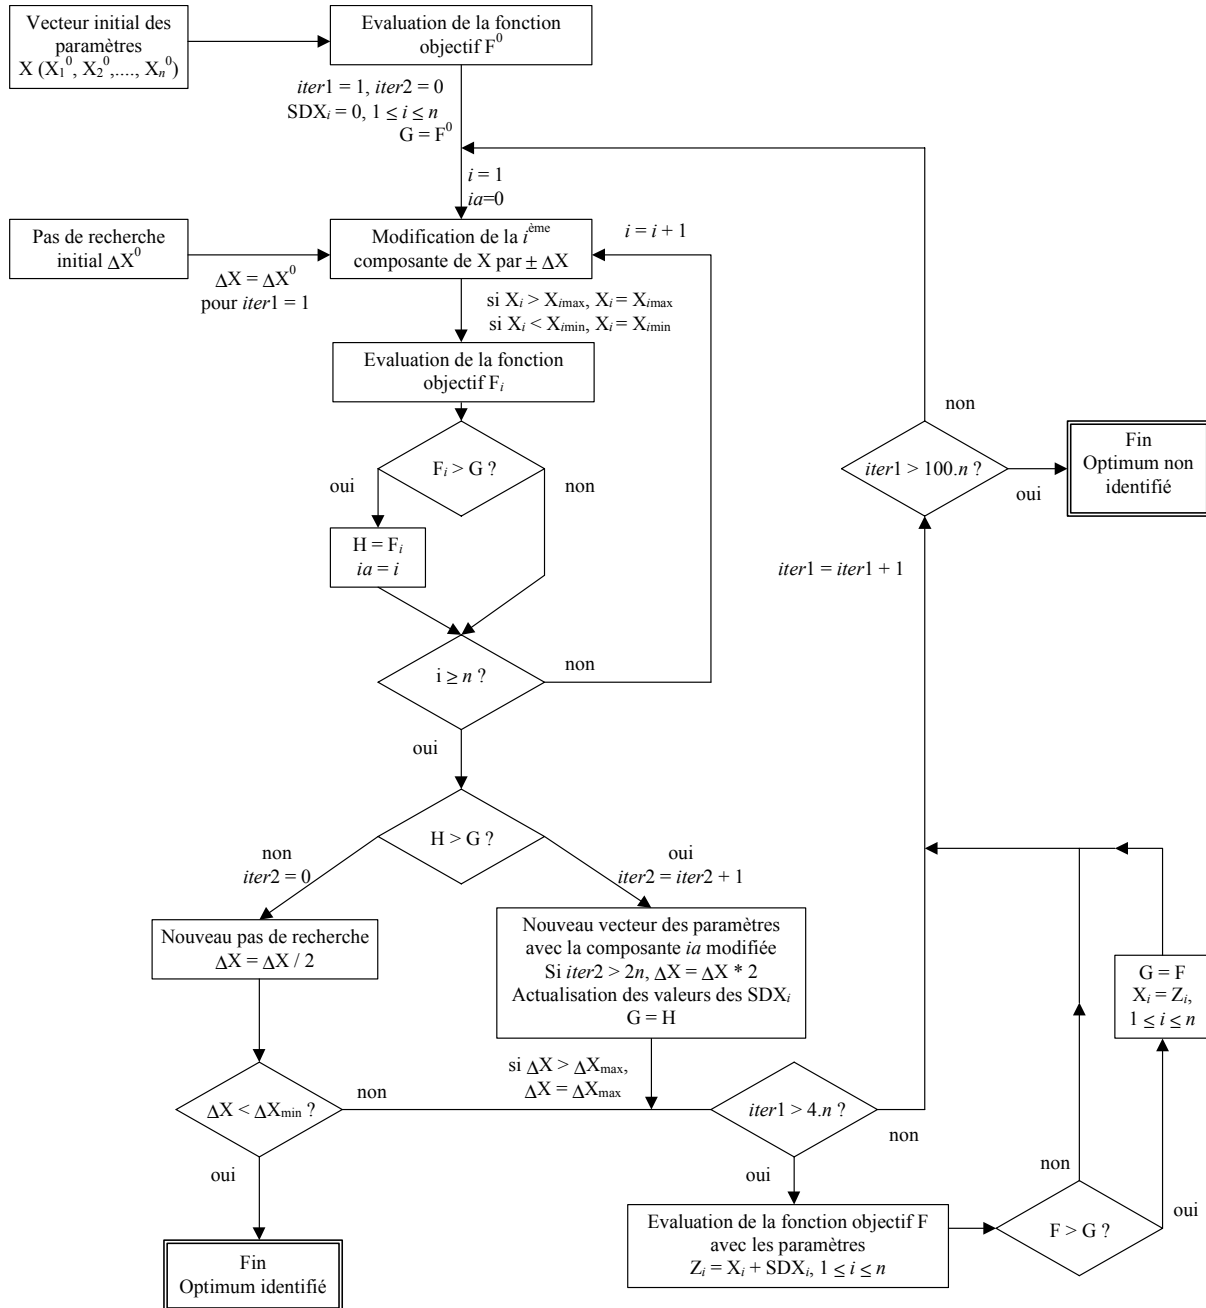 Vecteur initial des
paramètres
X (X₁⁰, X₂⁰,...., Xₙ⁰)
Evaluation de la fonction
objectif F⁰
iter1 = 1, iter2 = 0
SDXᵢ = 0, 1 ≤ i ≤ n
G = F⁰
i = 1
ia=0
Pas de recherche
initial ΔX⁰
ΔX = ΔX⁰
pour iter1 = 1
Modification de la iᵉᵐᵉ
composante de X par ± ΔX
i = i + 1
si Xᵢ > Xᵢmax, Xᵢ = Xᵢmax
si Xᵢ < Xᵢmin, Xᵢ = Xᵢmin
Evaluation de la fonction
objectif Fᵢ
Fᵢ > G ?
oui
non
H = Fᵢ
ia = i
i ≥ n ?
non
oui
H > G ?
non
iter2 = 0
oui
iter2 = iter2 + 1
Nouveau pas de recherche
ΔX = ΔX / 2
Nouveau vecteur des paramètres
avec la composante ia modifiée
Si iter2 > 2n, ΔX = ΔX * 2
Actualisation des valeurs des SDXᵢ
G = H
si ΔX > ΔXmax,
ΔX = ΔXmax
ΔX < ΔXmin ?
non
oui
Fin
Optimum identifié
iter1 > 4.n ?
non
oui
Evaluation de la fonction objectif F
avec les paramètres
Zᵢ = Xᵢ + SDXᵢ, 1 ≤ i ≤ n
F > G ?
non
oui
G = F
Xᵢ = Zᵢ,
1 ≤ i ≤ n
iter1 = iter1 + 1
iter1 > 100.n ?
non
oui
Fin
Optimum non
identifié